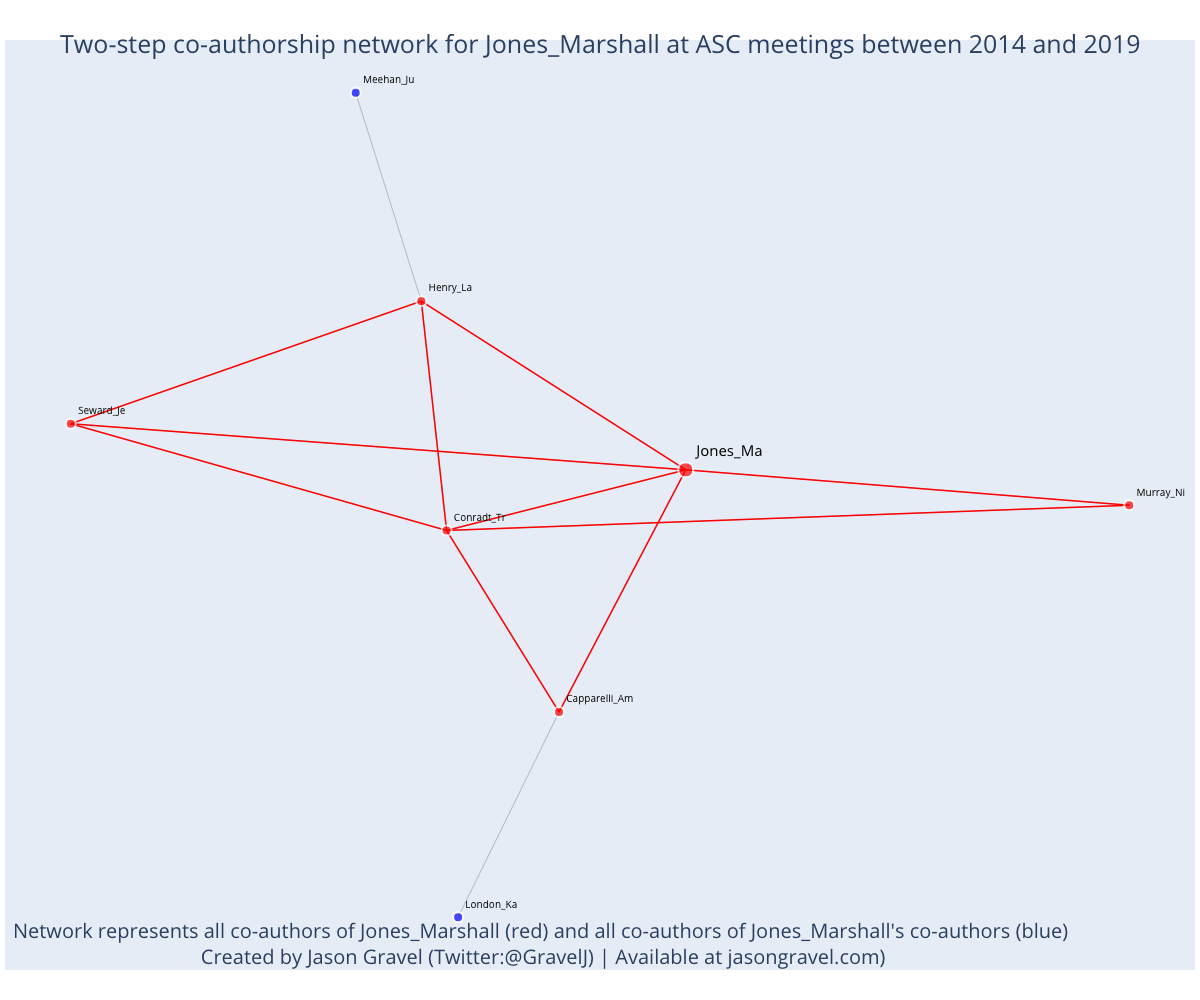 Two-step co-authorship network for Jones_Marshall at ASC meetings between 2014 and 2019
Meehan_Ju
Henry_La
Seward_Je
Jones_Ma
Murray_Ni
Conradt_Tr
Capparelli_Am
London_Ka
Network represents all co-authors of Jones_Marshall (red) and all co-authors of Jones_Marshall's co-authors (blue)
Created by Jason Gravel (Twitter:@GravelJ) | Available at jasongravel.com)